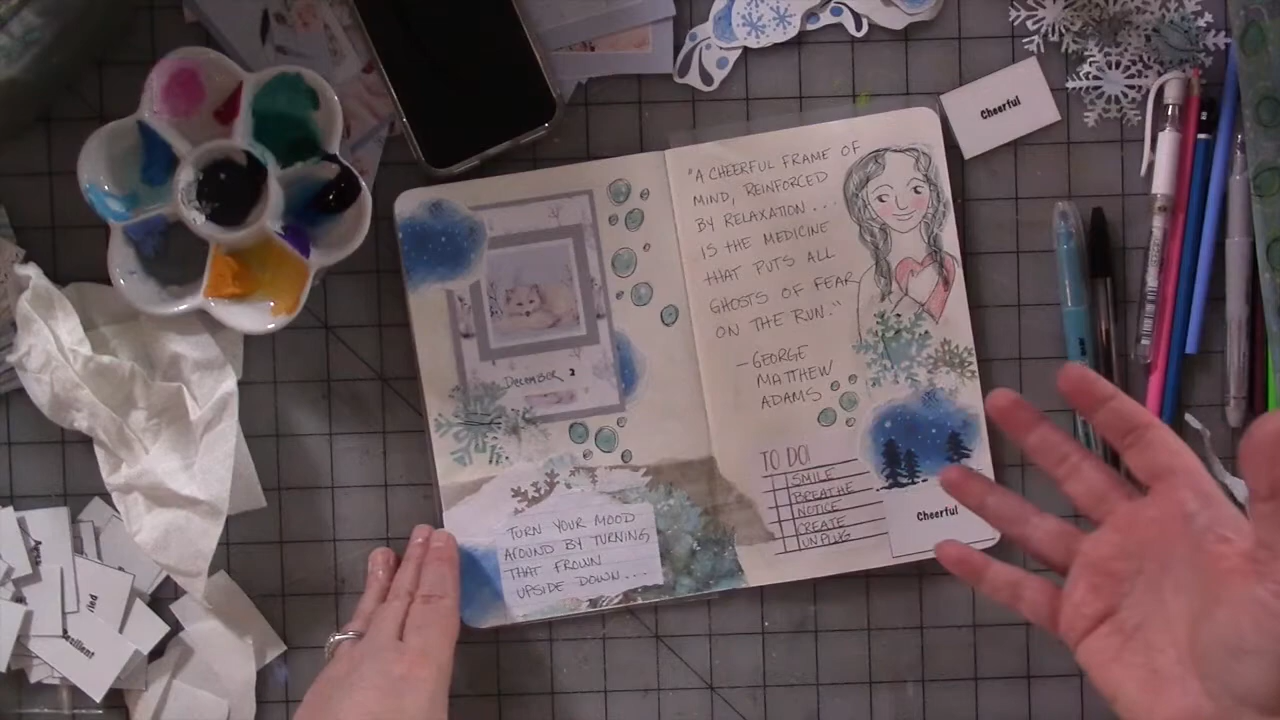 Cheerful
"A CHEERFUL FRAME OF
MIND, REINFORCED
BY RELAXATION...
IS THE MEDICINE
THAT PUTS ALL
GHOSTS OF FEAR
ON THE RUN."
—GEORGE
MATTHEW
ADAMS
DECEMBER 2
TO DO!
SMILE
BREATHE
NOTICE
CREATE
UNPLUG
Cheerful
TURN YOUR MOOD
AROUND BY TURNING
THAT FROWN
UPSIDE DOWN...
Resilient